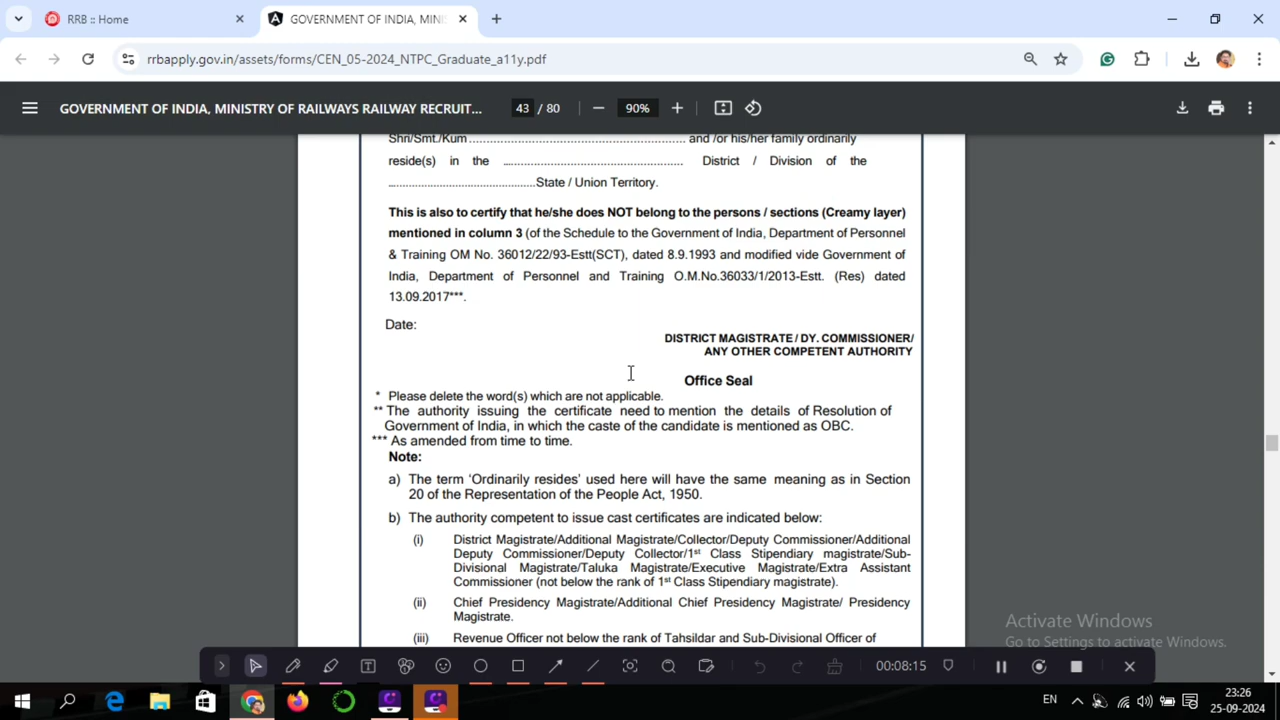 RRB :: Home
GOVERNMENT OF INDIA, MIN
rrbapply.gov.in/assets/forms/CEN_05-2024_NTPC_Graduate_a11y.pdf
GOVERNMENT OF INDIA, MINISTRY OF RAILWAYS RAILWAY RECRUIT... 43 / 80 90%
Shri/Smt./Kum ................................................................ and /or his/her family ordinarily
reside(s) in the ....................................................... District / Division of the
..............................................State / Union Territory.
This is also to certify that he/she does NOT belong to the persons / sections (Creamy layer)
mentioned in column 3 (of the Schedule to the Government of India, Department of Personnel
& Training OM No. 36012/22/93-Estt(SCT), dated 8.9.1993 and modified vide Government of
India, Department of Personnel and Training O.M.No.36033/1/2013-Estt. (Res) dated
13.09.2017***.
Date:
DISTRICT MAGISTRATE / DY. COMMISSIONER/
ANY OTHER COMPETENT AUTHORITY
Office Seal
* Please delete the word(s) which are not applicable.
** The authority issuing the certificate need to mention the details of Resolution of
Government of India, in which the caste of the candidate is mentioned as OBC.
*** As amended from time to time.
Note:
a) The term ‘Ordinarily resides’ used here will have the same meaning as in Section
20 of the Representation of the People Act, 1950.
b) The authority competent to issue cast certificates are indicated below:
(i) District Magistrate/Additional Magistrate/Collector/Deputy Commissioner/Additional
Deputy Commissioner/Deputy Collector/1st Class Stipendiary magistrate/Sub-
Divisional Magistrate/Taluka Magistrate/Executive Magistrate/Extra Assistant
Commissioner (not below the rank of 1st Class Stipendiary magistrate).
(ii) Chief Presidency Magistrate/Additional Chief Presidency Magistrate/ Presidency
Magistrate.
(iii) Revenue Officer not below the rank of Tahsildar and Sub-Divisional Officer of
Activate Windows
Go to Settings to activate Windows.
00:08:15
EN
23:26
25-09-2024